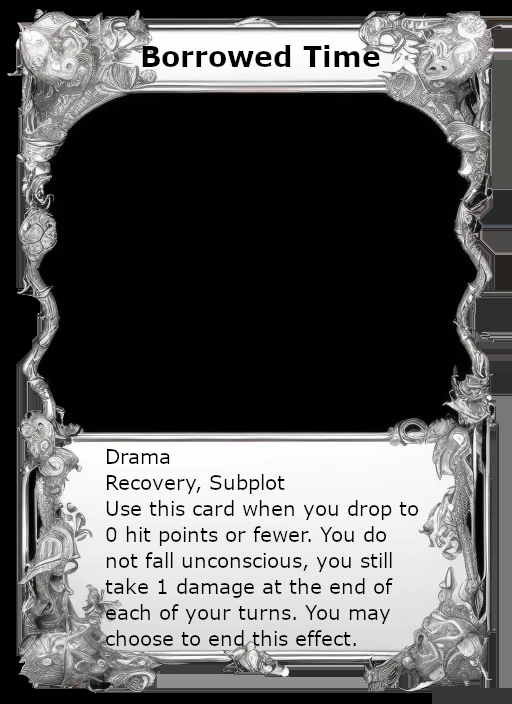 Borrowed Time
Drama
Recovery, Subplot
Use this card when you drop to
0 hit points or fewer. You do
not fall unconscious, you still
take 1 damage at the end of
each of your turns. You may
choose to end this effect.